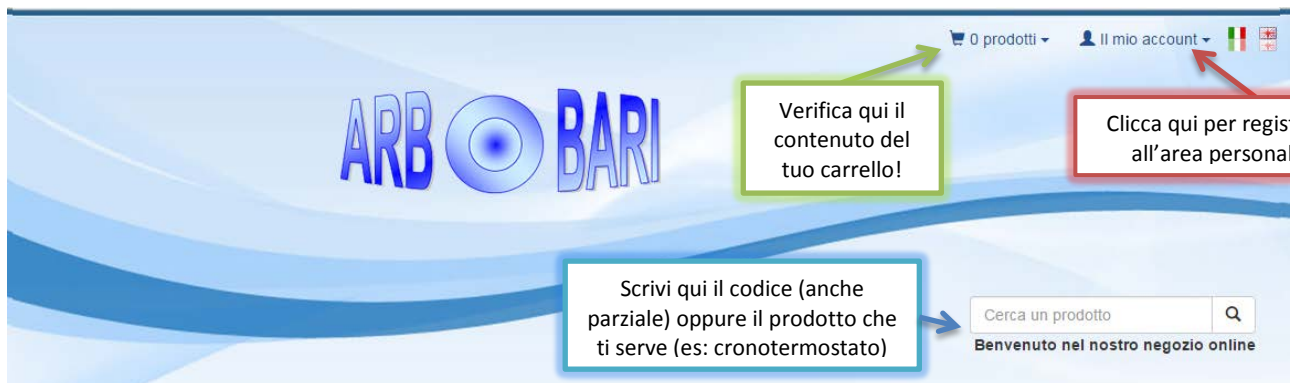 0 prodotti
Il mio account
ARB BARI
Verifica qui il
contenuto del
tuo carrello!
Clicca qui per
all'area
Scrivi qui il codice (anche
parziale) oppure il prodotto che
ti serve (es: cronotermostato)
Cerca un prodotto
Benvenuto nel nostro negozio online